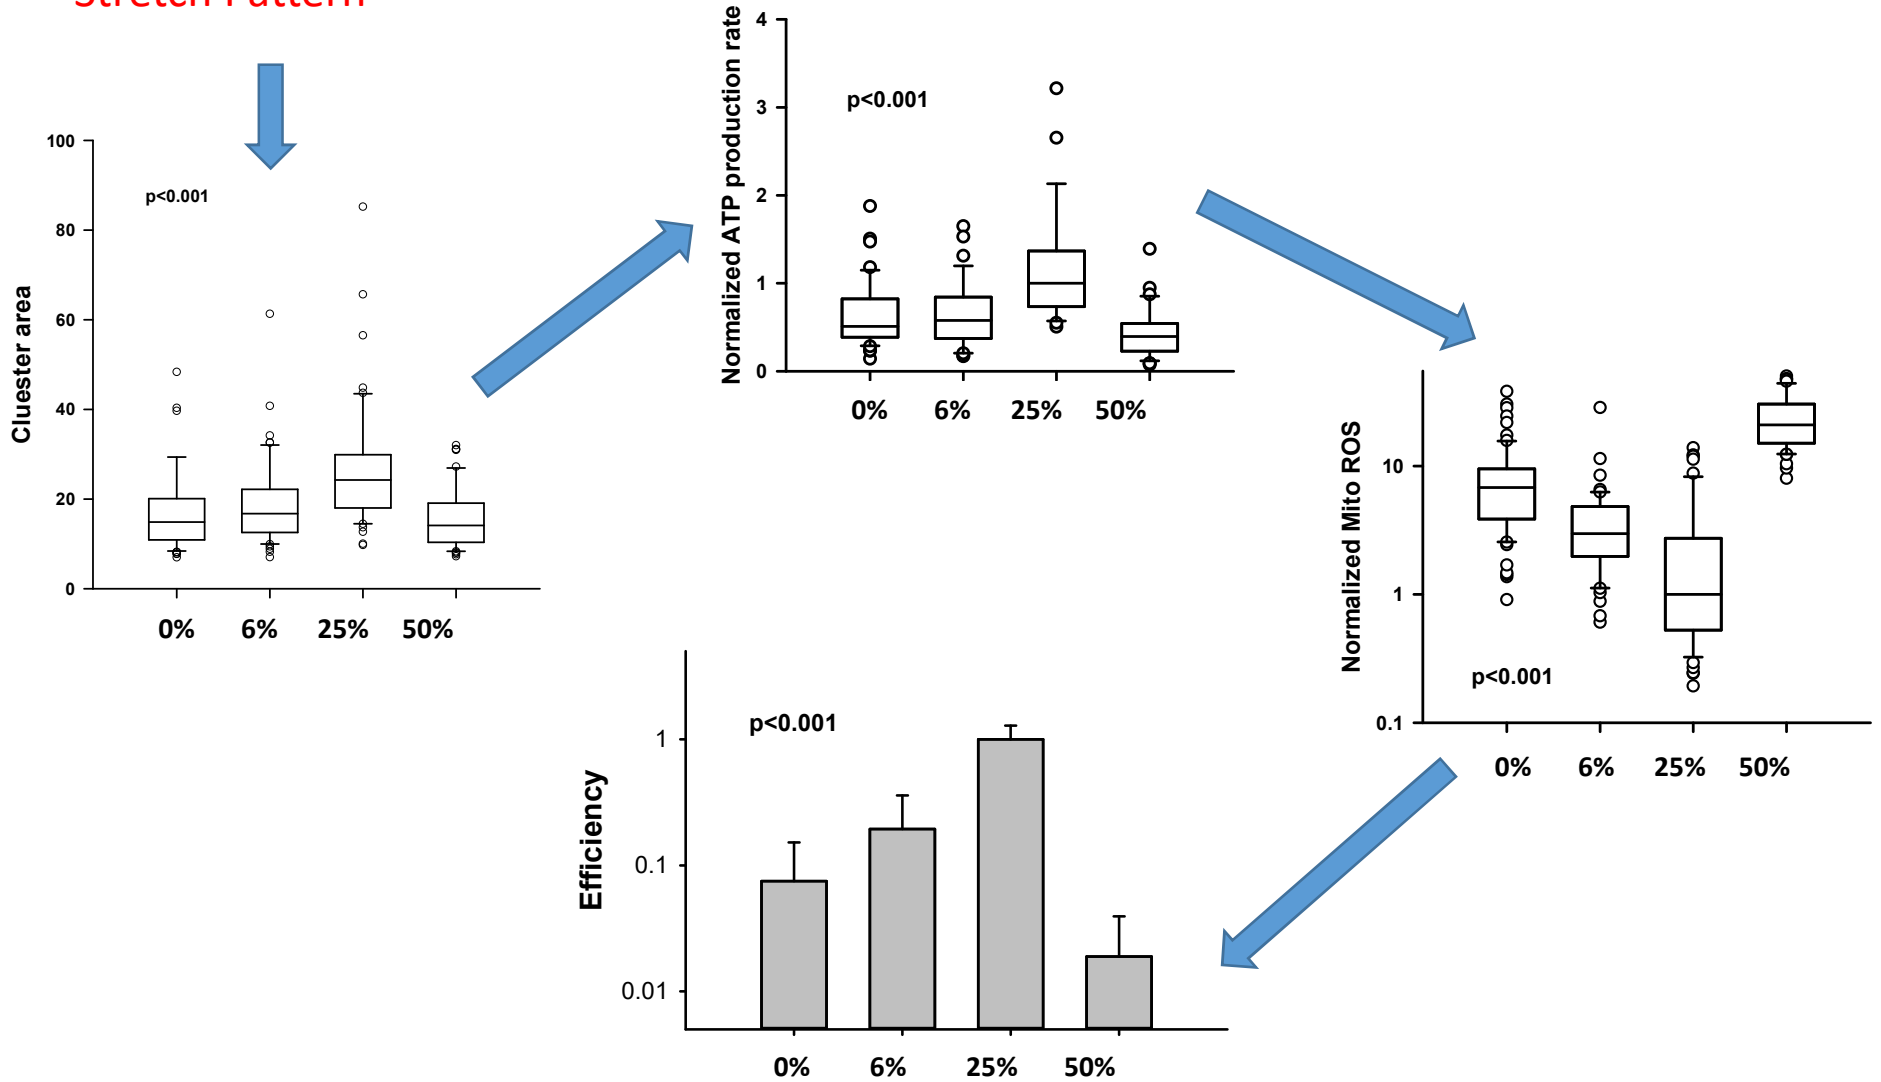 Stretch Pattern
Cluester area
100
80
60
40
20
0
p<0.001
0% 6% 25% 50%
Normalized ATP production rate
4
3
2
1
0
p<0.001
0% 6% 25% 50%
Normalized Mito ROS
10
1
0.1
p<0.001
0% 6% 25% 50%
Efficiency
1
0.1
0.01
p<0.001
0% 6% 25% 50%